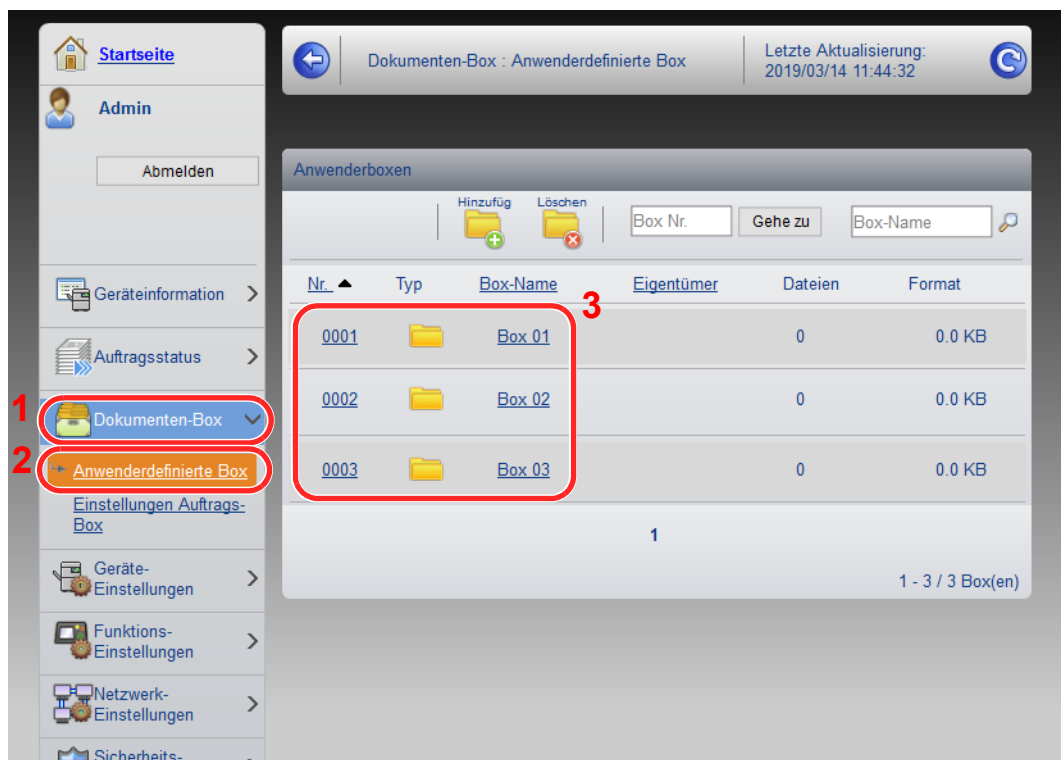 Startseite
Admin
Abmelden
Geräteinformation
Auftragsstatus
1
Dokumenten-Box
2
Anwenderdefinierte Box
Einstellungen Auftrags-
Box
Geräte-
Einstellungen
Funktions-
Einstellungen
Netzwerk-
Einstellungen
Sicherheits-
Dokumenten-Box : Anwenderdefinierte Box
Letzte Aktualisierung:
2019/03/14 11:44:32
Anwenderboxen
Hinzufüg Löschen
Box Nr. Gehe zu Box-Name
Nr. Typ Box-Name Eigentümer Dateien Format
3
0001 Box 01 0 0.0 KB
0002 Box 02 0 0.0 KB
0003 Box 03 0 0.0 KB
1
1 - 3 / 3 Box(en)